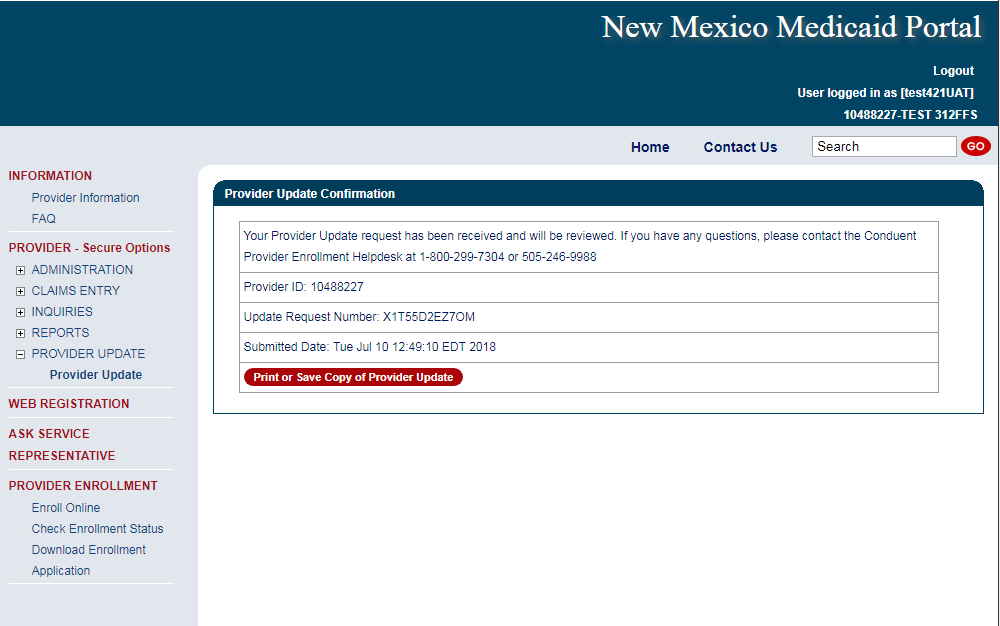 New Mexico Medicaid Portal
Logout
User logged in as [test421UAT]
10488227-TEST 312FFS
Home
Contact Us
Search
GO
INFORMATION
Provider Information
FAQ
PROVIDER - Secure Options
ADMINISTRATION
CLAIMS ENTRY
INQUIRIES
REPORTS
PROVIDER UPDATE
Provider Update
WEB REGISTRATION
ASK SERVICE
REPRESENTATIVE
PROVIDER ENROLLMENT
Enroll Online
Check Enrollment Status
Download Enrollment
Application
Provider Update Confirmation
Your Provider Update request has been received and will be reviewed. If you have any questions, please contact the Conduent
Provider Enrollment Helpdesk at 1-800-299-7304 or 505-246-9988
Provider ID: 10488227
Update Request Number: X1T55D2EZ7OM
Submitted Date: Tue Jul 10 12:49:10 EDT 2018
Print or Save Copy of Provider Update